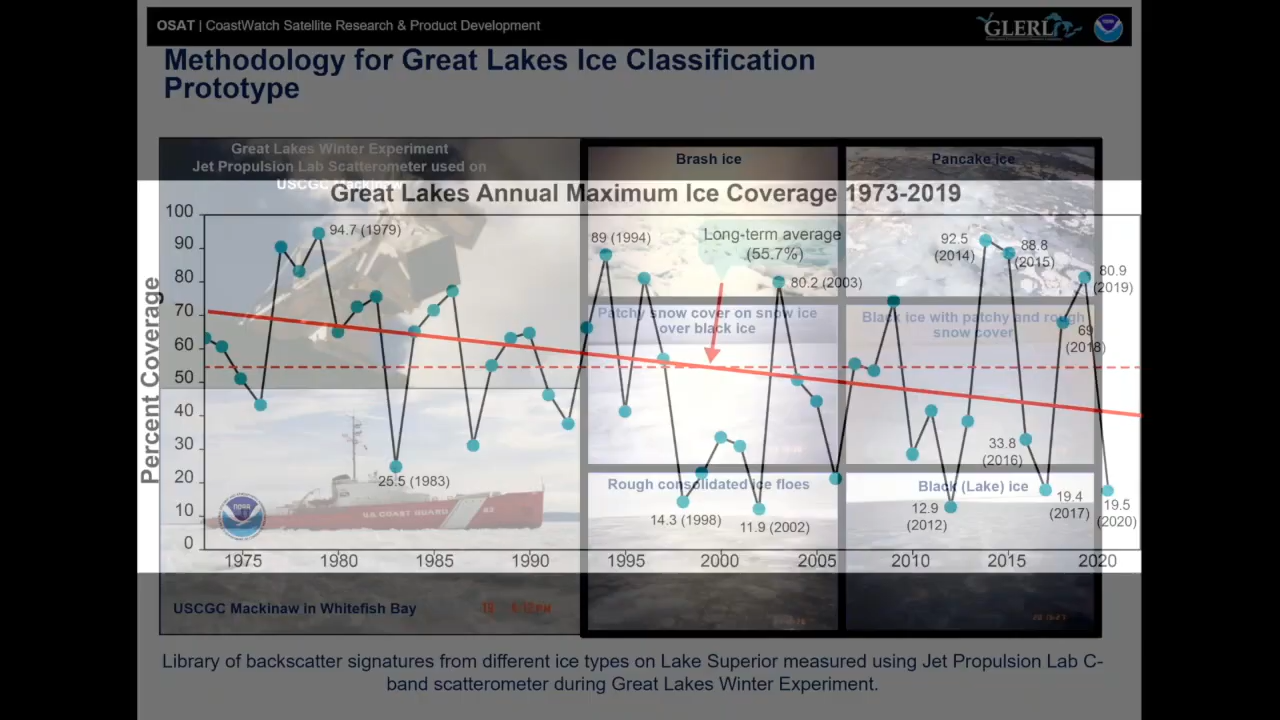 OSAT | CoastWatch Satellite Research & Product Development
GLERL
Methodology for Great Lakes Ice Classification
Prototype
Great Lakes Winter Experiment
Jet Propulsion Lab Scatterometer used on
USCGC Mackinaw
Brash ice
Pancake ice
Great Lakes Annual Maximum Ice Coverage 1973-2019
Percent Coverage
100
90
80
70
60
50
40
30
20
10
0
94.7 (1979)
25.5 (1983)
89 (1994)
Long-term average
(55.7%)
80.2 (2003)
14.3 (1998)
11.9 (2002)
92.5
(2014)
88.8
(2015)
80.9
(2019)
69
(2018)
33.8
(2016)
12.9
(2012)
19.4
(2017)
19.5
(2020)
Patchy snow cover on snow ice
over black ice
Black ice with patchy and rough
snow cover
Rough consolidated ice floes
Black (Lake) ice
U.S. COAST GUARD 83
NOAA
1975
1980
1985
1990
1995
2000
2005
2010
2015
2020
USCGC Mackinaw in Whitefish Bay
Library of backscatter signatures from different ice types on Lake Superior measured using Jet Propulsion Lab C-
band scatterometer during Great Lakes Winter Experiment.